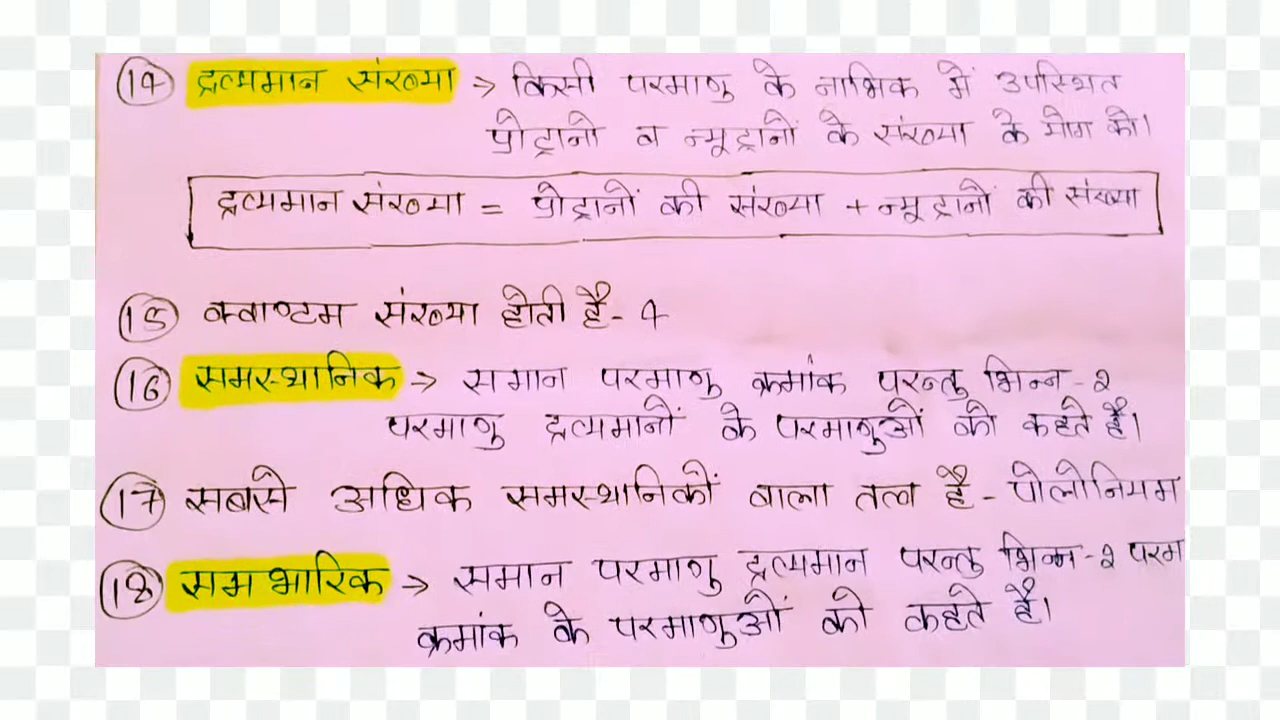 (14) द्रव्यमान संख्या → किसी परमाणु के नाभिक में उपस्थित
प्रोट्रानो व न्यूट्रानों के संख्या के योग को।
द्रव्यमान संख्या = प्रोट्रानों की संख्या + न्यूट्रानों की संख्या
(15) क्वाण्टम संख्या होती है - 4
(16) समस्थानिक → समान परमाणु क्रमांक परन्तु भिन्न-२
परमाणु द्रव्यमानों के परमाणुओं को कहते है।
(17) सबसे अधिक समस्थानिकों वाला तत्व है - पोलोनियम
(18) समभारिक → समान परमाणु द्रव्यमान परन्तु भिन्न-२ परम
क्रमांक के परमाणुओं को कहते है।